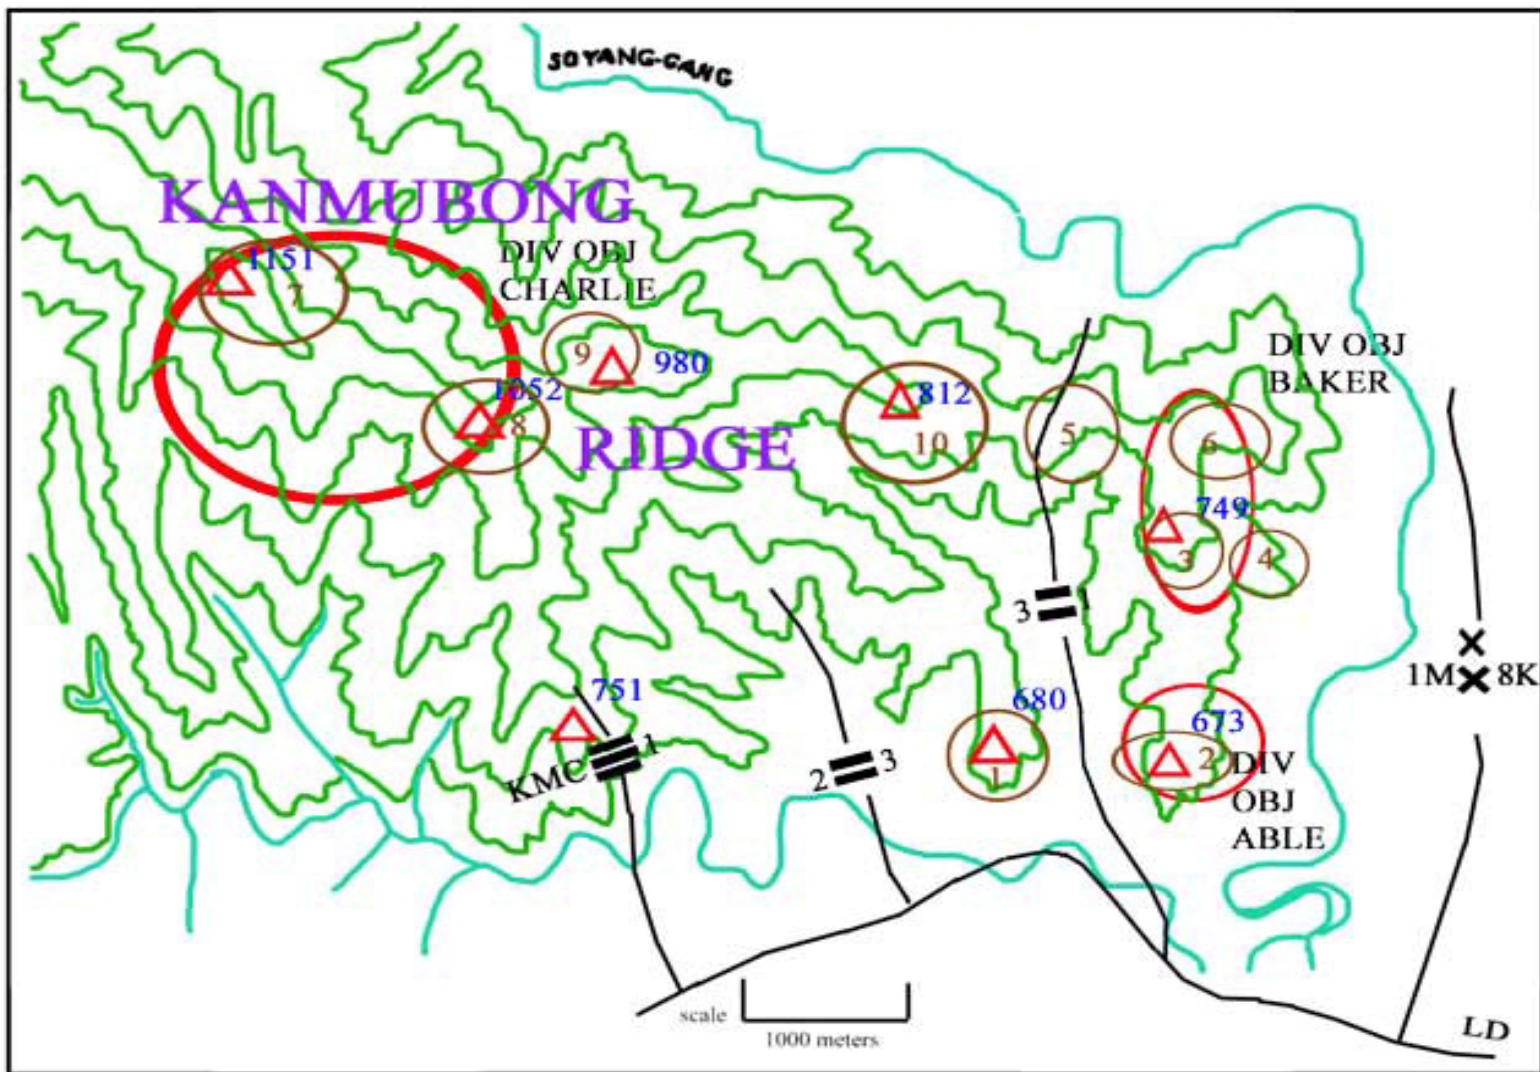 SOYANG-GANG
KANMUBONG
1151
7
DIV OBJ
CHARLIE
9
980
1052
8
RIDGE
812
10
5
DIV OBJ
BAKER
6
749
3
4
3 1
1M 8K
751
KMC 1
2 3
680
1
673
2
DIV
OBJ
ABLE
scale
1000 meters
LD